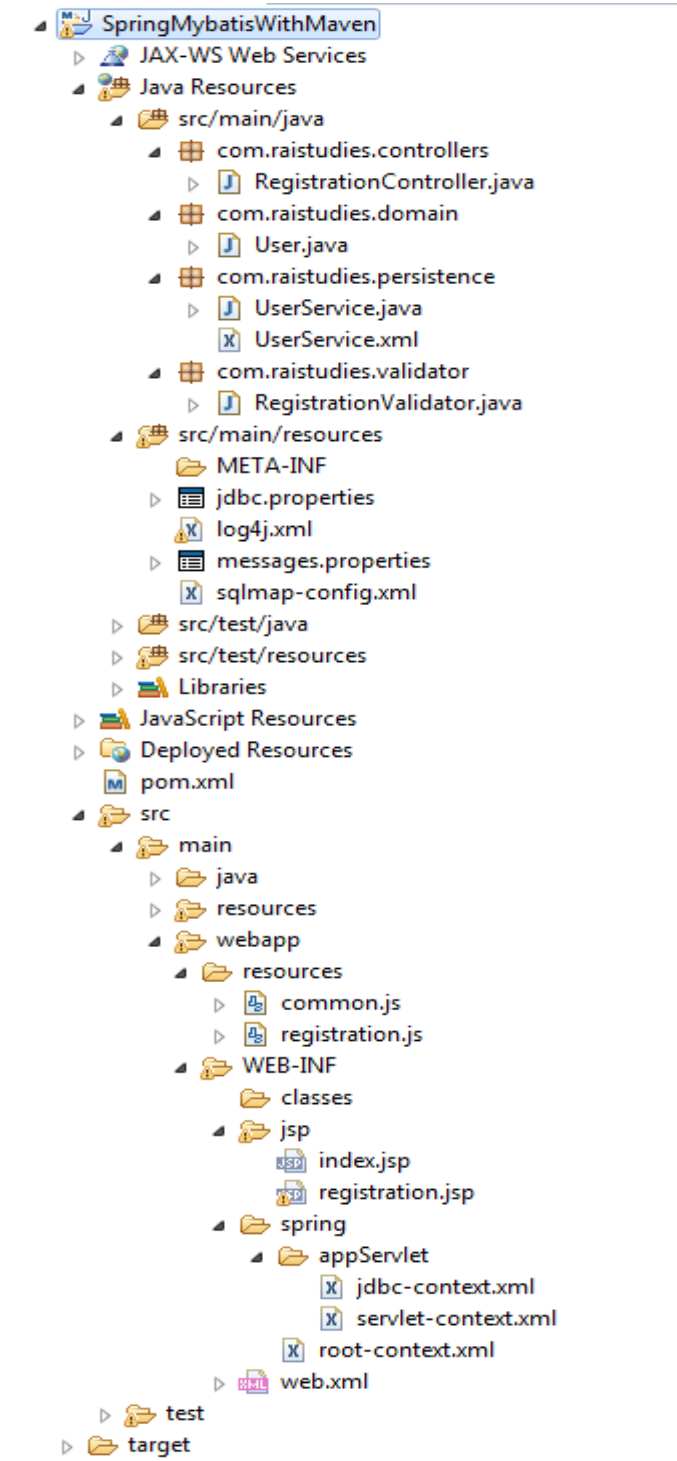 SpringMybatisWithMaven
JAX-WS Web Services
Java Resources
src/main/java
com.raistudies.controllers
RegistrationController.java
com.raistudies.domain
User.java
com.raistudies.persistence
UserService.java
UserService.xml
com.raistudies.validator
RegistrationValidator.java
src/main/resources
META-INF
jdbc.properties
log4j.xml
messages.properties
sqlmap-config.xml
src/test/java
src/test/resources
Libraries
JavaScript Resources
Deployed Resources
pom.xml
src
main
java
resources
webapp
resources
common.js
registration.js
WEB-INF
classes
jsp
index.jsp
registration.jsp
spring
appServlet
jdbc-context.xml
servlet-context.xml
root-context.xml
web.xml
test
target